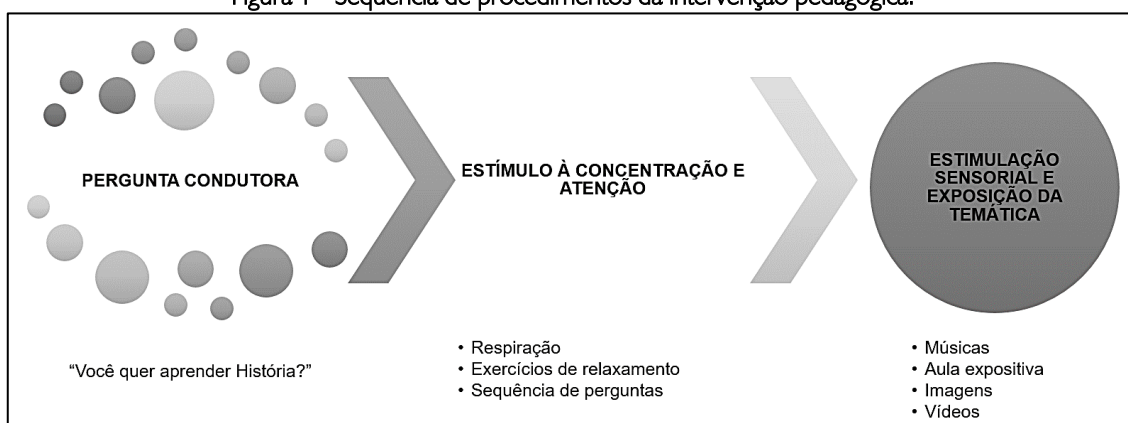 Figura 1 - Sequência de procedimentos da intervenção pedagógica.
PERGUNTA CONDUTORA
"Você quer aprender História?"
ESTÍMULO À CONCENTRAÇÃO E
ATENÇÃO
• Respiração
• Exercícios de relaxamento
• Sequência de perguntas
ESTIMULAÇÃO
SENSORIAL E
EXPOSIÇÃO DA
TEMÁTICA
• Músicas
• Aula expositiva
• Imagens
• Vídeos